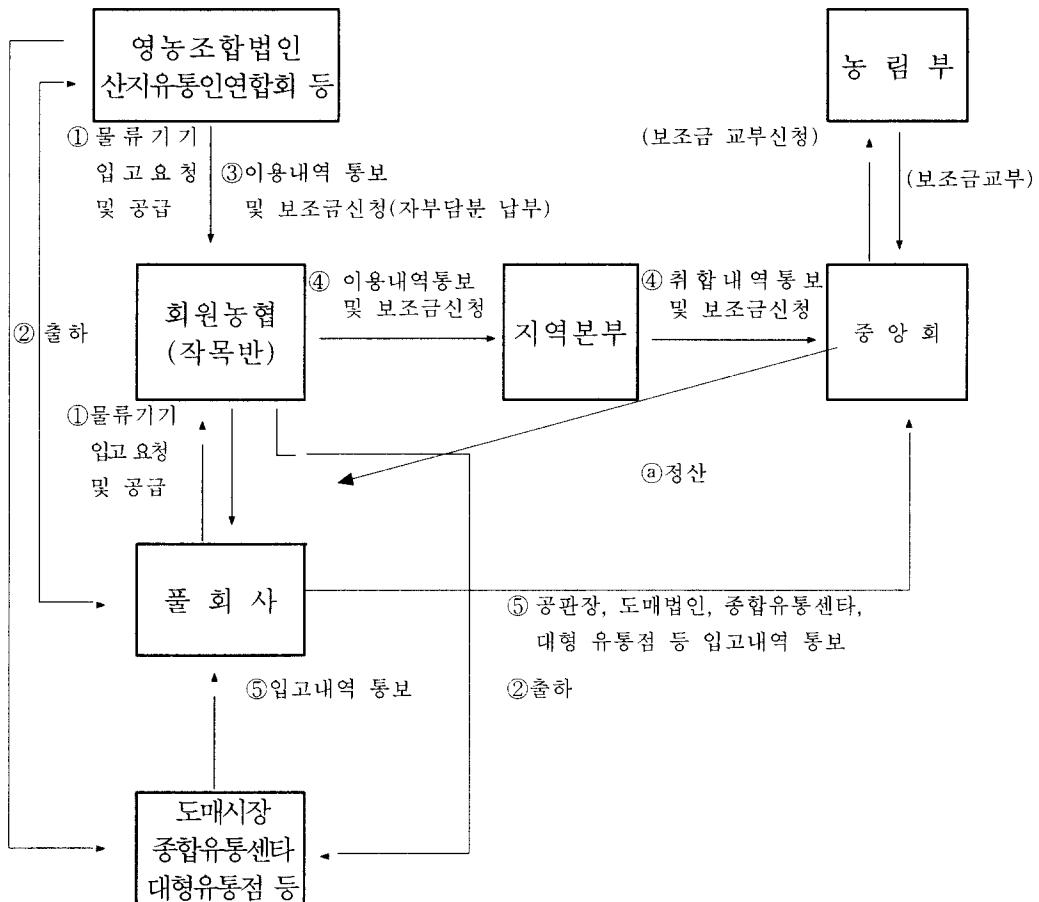 영농조합법인
산지유통인연합회 등
농 림 부
① 물 류 기 기
입 고 요 청
및 공급
③이용내역 통보
및 보조금신청(자부담분 납부)
(보조금 교부신청)
(보조금교부)
② 출하
회원농협
(작목반)
④ 이용내역통보
및 보조금신청
지역본부
④ 취합내역통보
및 보조금신청
중 앙 회
①물류기기
입고 요청
및 공급
ⓐ정산
풀 회 사
⑤ 공판장, 도매법인, 종합유통센타,
대형 유통점 등 입고내역 통보
⑤입고내역 통보
②출하
도매시장
종합유통센타
대형유통점 등